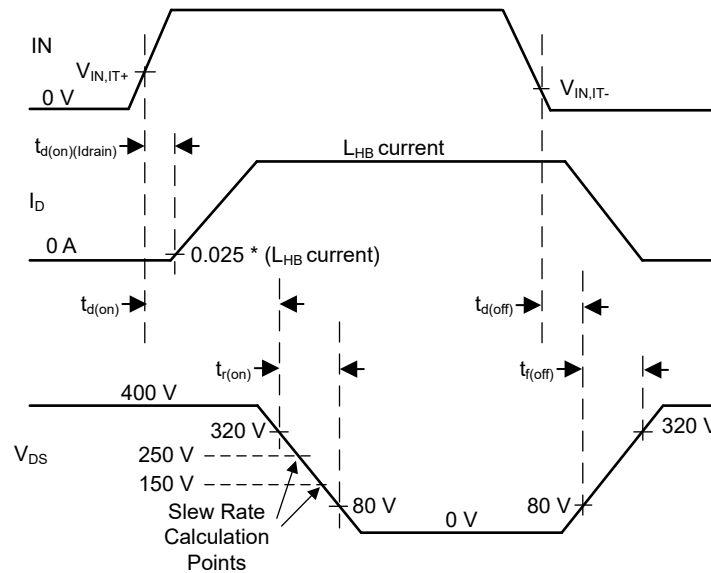 IN
V_IN,IT+
0 V
V_IN,IT-
t_d(on)(Idrain)
L_HB current
I_D
0 A
0.025 * (L_HB current)
t_d(on)
t_d(off)
t_r(on)
t_f(off)
400 V
320 V
320 V
V_DS
250 V
150 V
80 V
0 V
80 V
Slew Rate
Calculation
Points